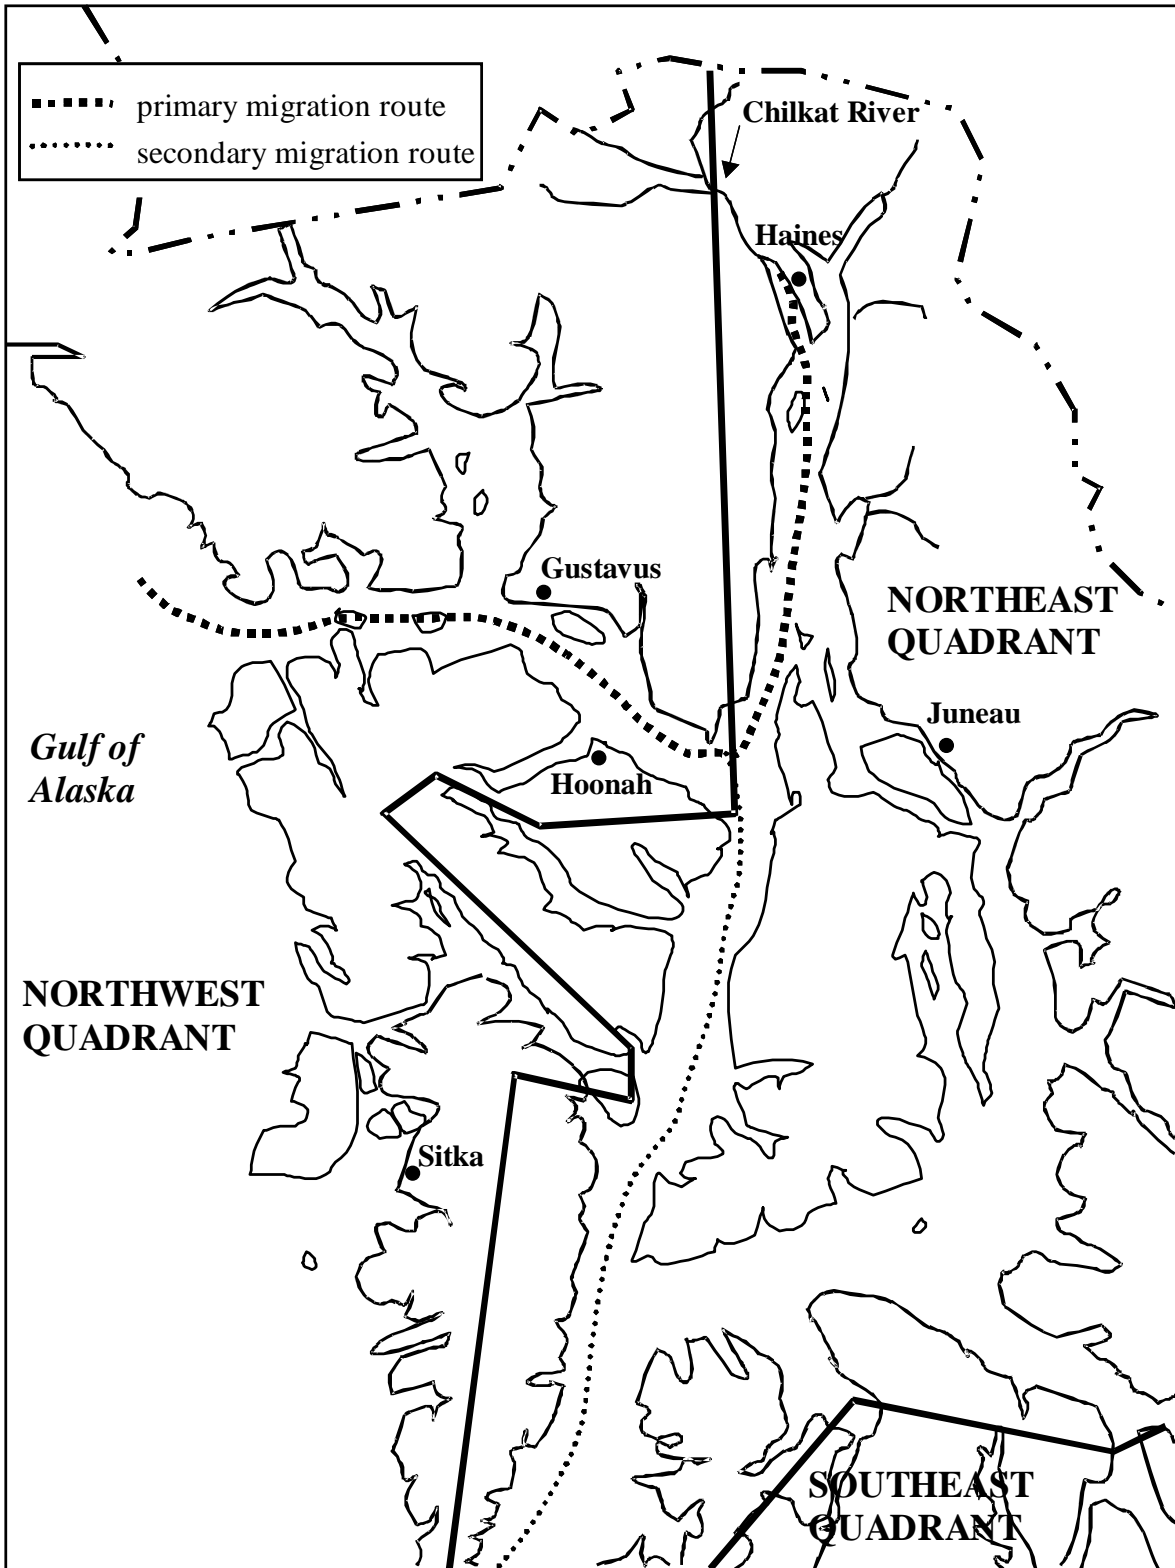 primary migration route
secondary migration route
Chilkat River
Haines
Gustavus
NORTHEAST
QUADRANT
Juneau
Gulf of
Alaska
Hoonah
NORTHWEST
QUADRANT
Sitka
SOUTHEAST
QUADRANT